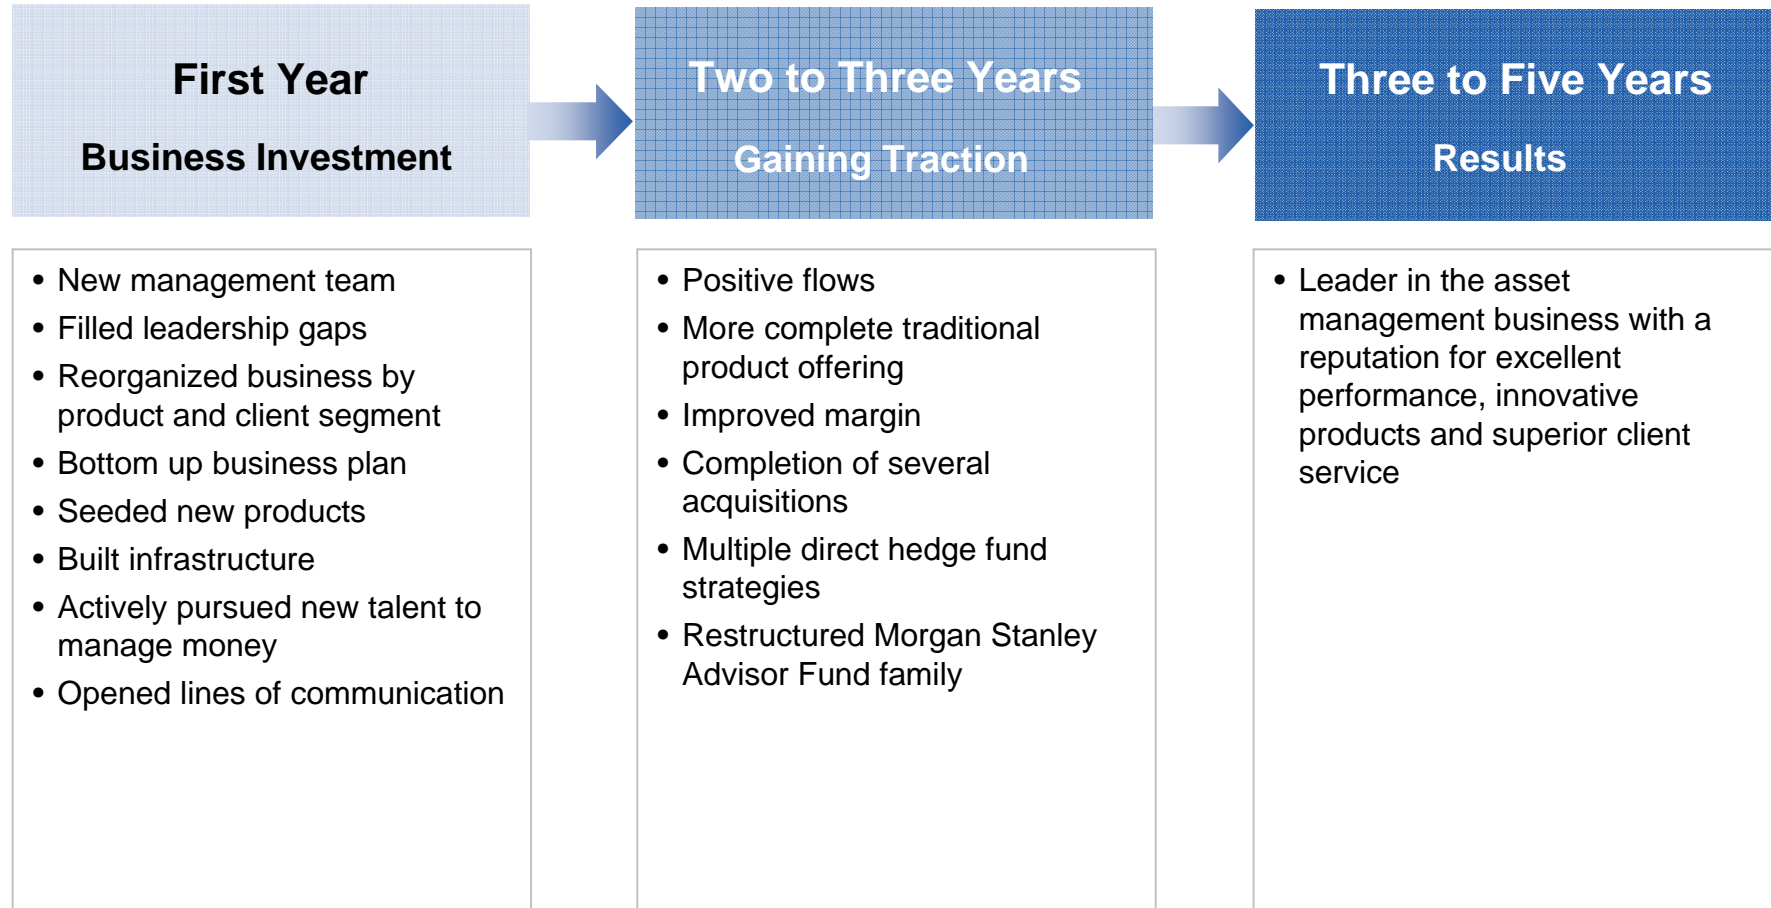 First Year
Business Investment
Two to Three Years
Gaining Traction
Three to Five Years
Results
• New management team
• Filled leadership gaps
• Reorganized business by
product and client segment
• Bottom up business plan
• Seeded new products
• Built infrastructure
• Actively pursued new talent to
manage money
• Opened lines of communication
• Positive flows
• More complete traditional
product offering
• Improved margin
• Completion of several
acquisitions
• Multiple direct hedge fund
strategies
• Restructured Morgan Stanley
Advisor Fund family
• Leader in the asset
management business with a
reputation for excellent
performance, innovative
products and superior client
service